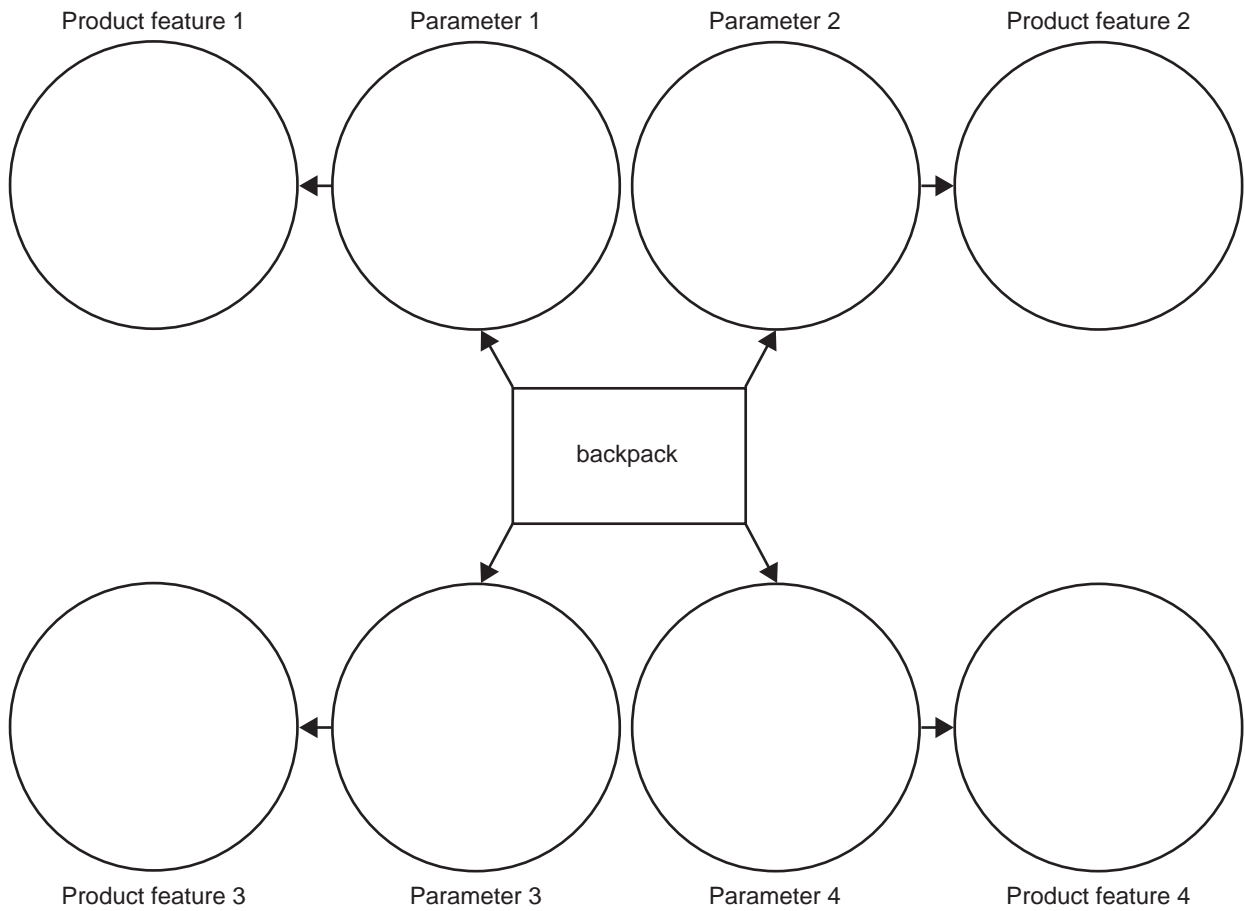 Product feature 1
Parameter 1
Parameter 2
Product feature 2
backpack
Product feature 3
Parameter 3
Parameter 4
Product feature 4